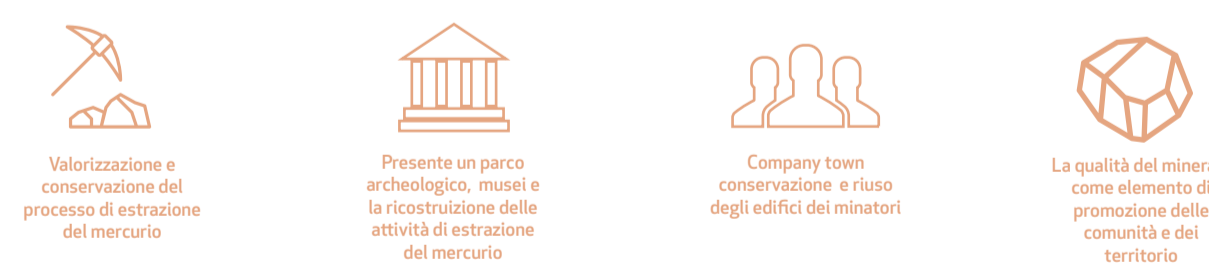 Valorizzazione e
conservazione del
processo di estrazione
del mercurio
Presente un parco
archeologico, musei e
la ricostruzione delle
attività di estrazione
del mercurio
Company town
conservazione e riuso
degli edifici dei minatori
La qualità del
come elemento di
promozione delle
comunità e dei
territorio